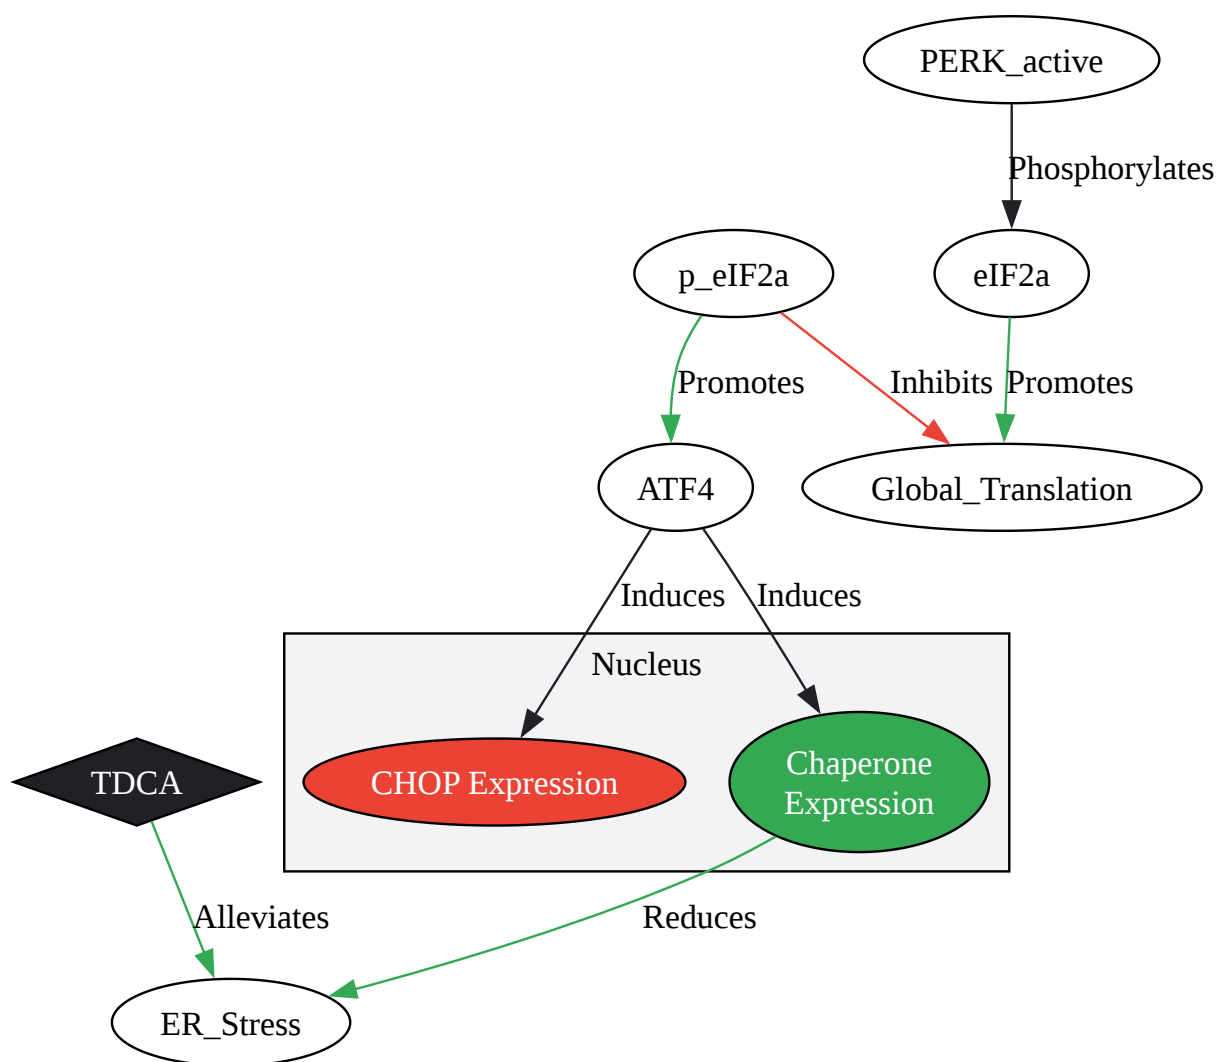 PERK_active
Phosphorylates
p_eIF2a
eIF2a
Promotes
Inhibits
Promotes
ATF4
Global_Translation
Induces
Induces
Nucleus
TDCA
CHOP Expression
Chaperone
Expression
Alleviates
Reduces
ER_Stress